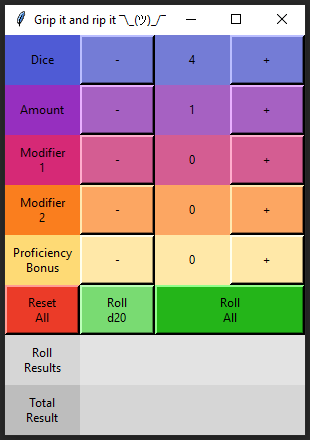 Grip it and rip it ¯\_(ツ)_/¯
Dice - 4 +
Amount - 1 +
Modifier
1 - 0 +
Modifier
2 - 0 +
Proficiency
Bonus - 0 +
Reset
All
Roll
d20
Roll
All
Roll
Results
Total
Result